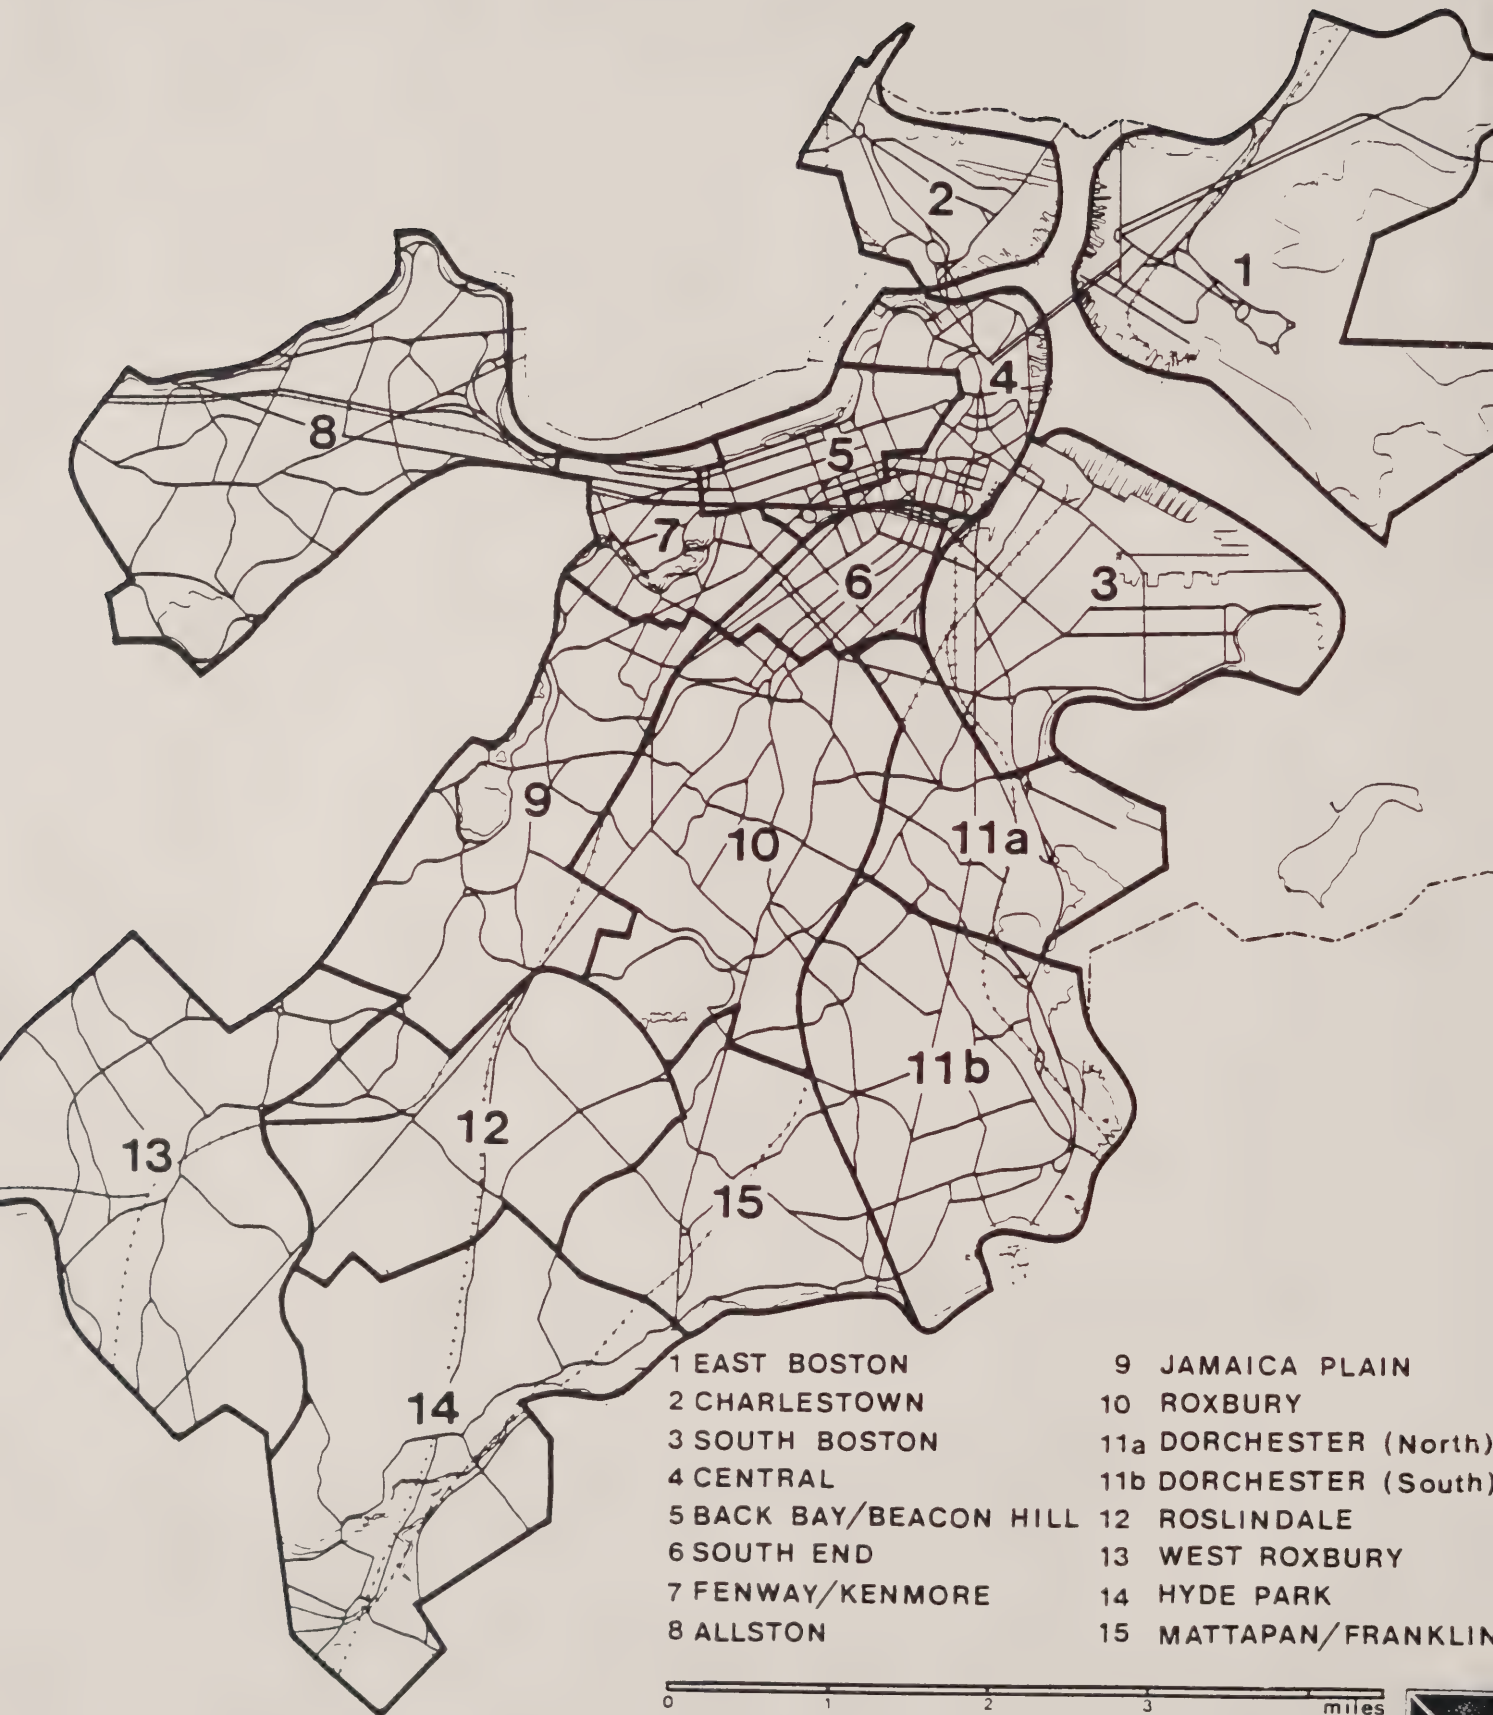 2
1
4
8
5
7
6
3
9
10
11a
11b
12
13
15
14
1 EAST BOSTON
2 CHARLESTOWN
3 SOUTH BOSTON
4 CENTRAL
5 BACK BAY/BEACON HILL
6 SOUTH END
7 FENWAY/KENMORE
8 ALLSTON
9 JAMAICA PLAIN
10 ROXBURY
11a DORCHESTER (North)
11b DORCHESTER (South)
12 ROSLINDALE
13 WEST ROXBURY
14 HYDE PARK
15 MATTAPAN/FRANKLIN
0 1 2 3 miles